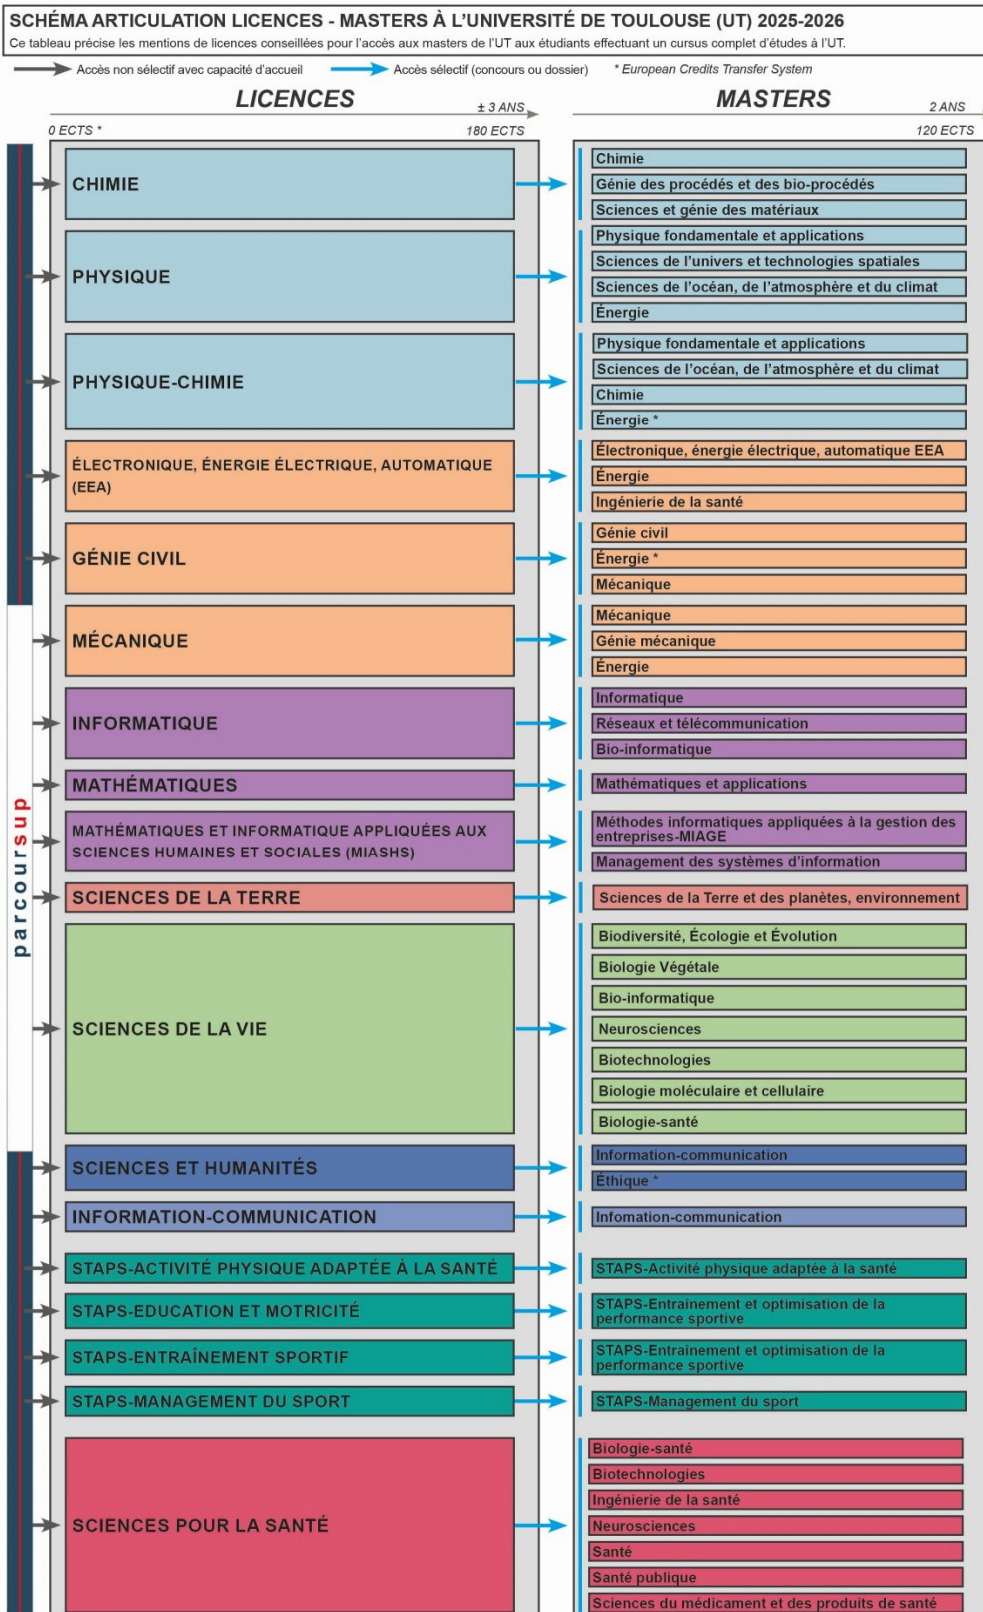 SCHÉMA ARTICULATION LICENCES - MASTERS À L'UNIVERSITÉ DE TOULOUSE (UT) 2025-2026
Ce tableau précise les mentions de licences conseillées pour l'accès aux masters de l'UT aux étudiants effectuant un cursus complet d'études à l'UT.
Accès non sélectif avec capacité d'accueil
Accès sélectif (concours ou dossier)
* European Credits Transfer System
LICENCES
± 3 ANS
0 ECTS *
180 ECTS
MASTERS
2 ANS
120 ECTS
parcoursup
CHIMIE
Chimie
Génie des procédés et des bio-procédés
Sciences et génie des matériaux
PHYSIQUE
Physique fondamentale et applications
Sciences de l'univers et technologies spatiales
Sciences de l'océan, de l'atmosphère et du climat
Énergie
PHYSIQUE-CHIMIE
Physique fondamentale et applications
Sciences de l'océan, de l'atmosphère et du climat
Chimie
Énergie *
ÉLECTRONIQUE, ÉNERGIE ÉLECTRIQUE, AUTOMATIQUE
(EEA)
Électronique, énergie électrique, automatique EEA
Énergie
Ingénierie de la santé
GÉNIE CIVIL
Génie civil
Énergie *
Mécanique
MÉCANIQUE
Mécanique
Génie mécanique
Énergie
INFORMATIQUE
Informatique
Réseaux et télécommunication
Bio-informatique
MATHÉMATIQUES
Mathématiques et applications
MATHÉMATIQUES ET INFORMATIQUE APPLIQUÉES AUX
SCIENCES HUMAINES ET SOCIALES (MIASHS)
Méthodes informatiques appliquées à la gestion des
entreprises-MIAGE
Management des systèmes d'information
SCIENCES DE LA TERRE
Sciences de la Terre et des planètes, environnement
SCIENCES DE LA VIE
Biodiversité, Écologie et Évolution
Biologie Végétale
Bio-informatique
Neurosciences
Biotechnologies
Biologie moléculaire et cellulaire
Biologie-santé
SCIENCES ET HUMANITÉS
Information-communication
Éthique *
INFORMATION-COMMUNICATION
Infomation-communication
STAPS-ACTIVITÉ PHYSIQUE ADAPTÉE À LA SANTÉ
STAPS-Activité physique adaptée à la santé
STAPS-EDUCATION ET MOTRICITÉ
STAPS-Entraînement et optimisation de la
performance sportive
STAPS-ENTRAÎNEMENT SPORTIF
STAPS-Entraînement et optimisation de la
performance sportive
STAPS-MANAGEMENT DU SPORT
STAPS-Management du sport
SCIENCES POUR LA SANTÉ
Biologie-santé
Biotechnologies
Ingénierie de la santé
Neurosciences
Santé
Santé publique
Sciences du médicament et des produits de santé